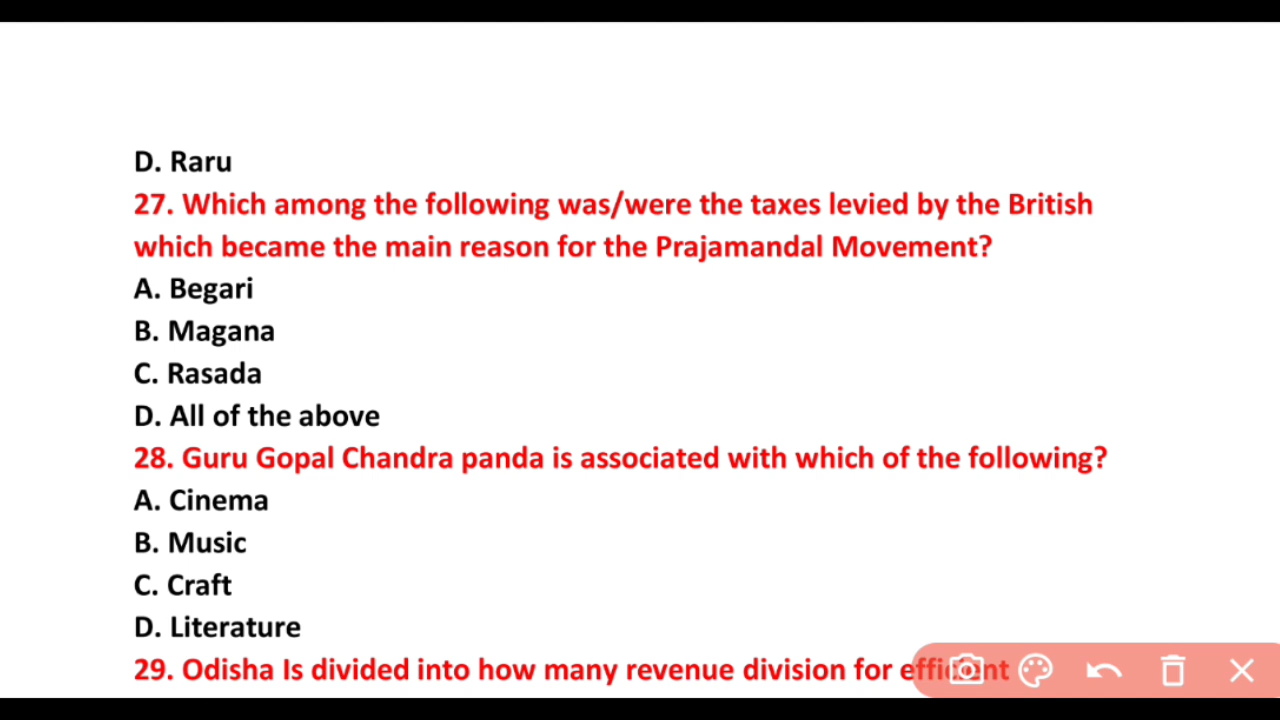 D. Raru
27. Which among the following was/were the taxes levied by the British
which became the main reason for the Prajamandal Movement?
A. Begari
B. Magana
C. Rasada
D. All of the above
28. Guru Gopal Chandra panda is associated with which of the following?
A. Cinema
B. Music
C. Craft
D. Literature
29. Odisha Is divided into how many revenue division for efficient